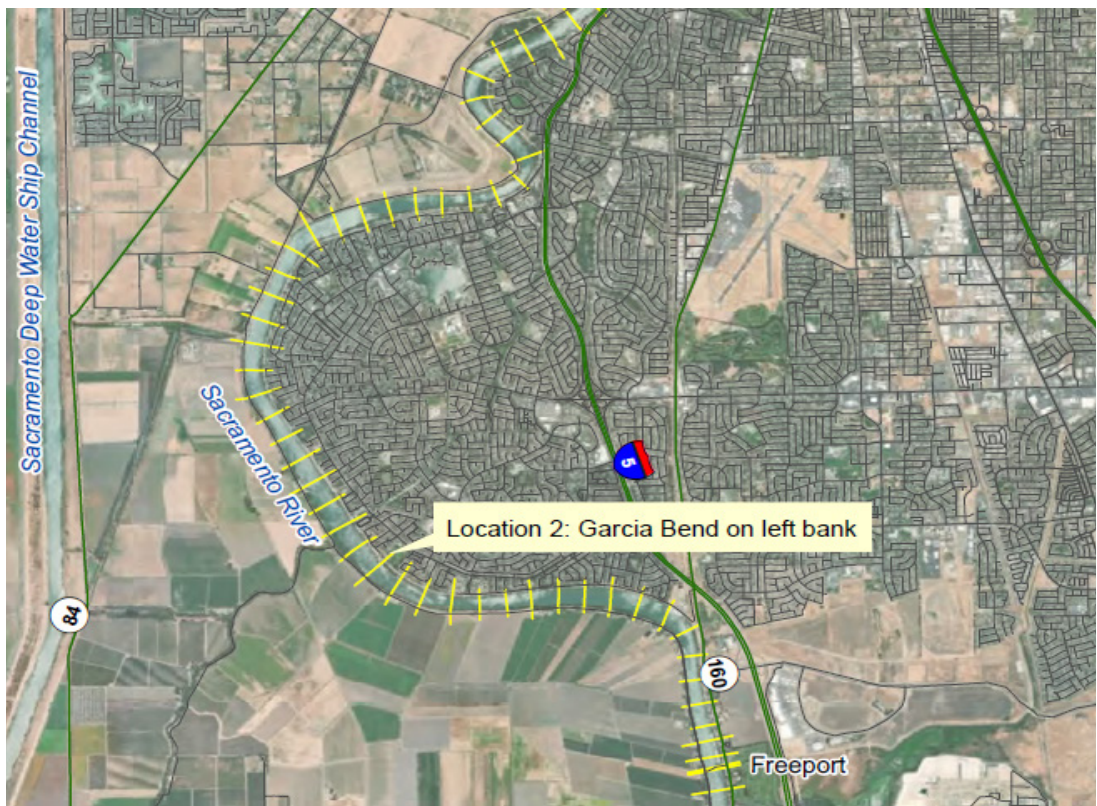 Sacramento Deep Water Ship Channel
Sacramento River
5
Location 2: Garcia Bend on left bank
84
160
Freeport